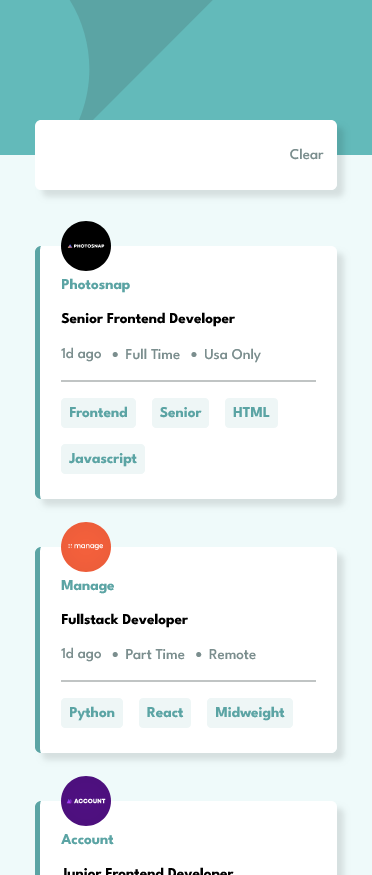 Clear
PHOTOSNAP
Photosnap
Senior Frontend Developer
1d ago • Full Time • Usa Only
Frontend Senior HTML
Javascript
manage
Manage
Fullstack Developer
1d ago • Part Time • Remote
Python React Midweight
ACCOUNT
Account
Junior Frontend Developer